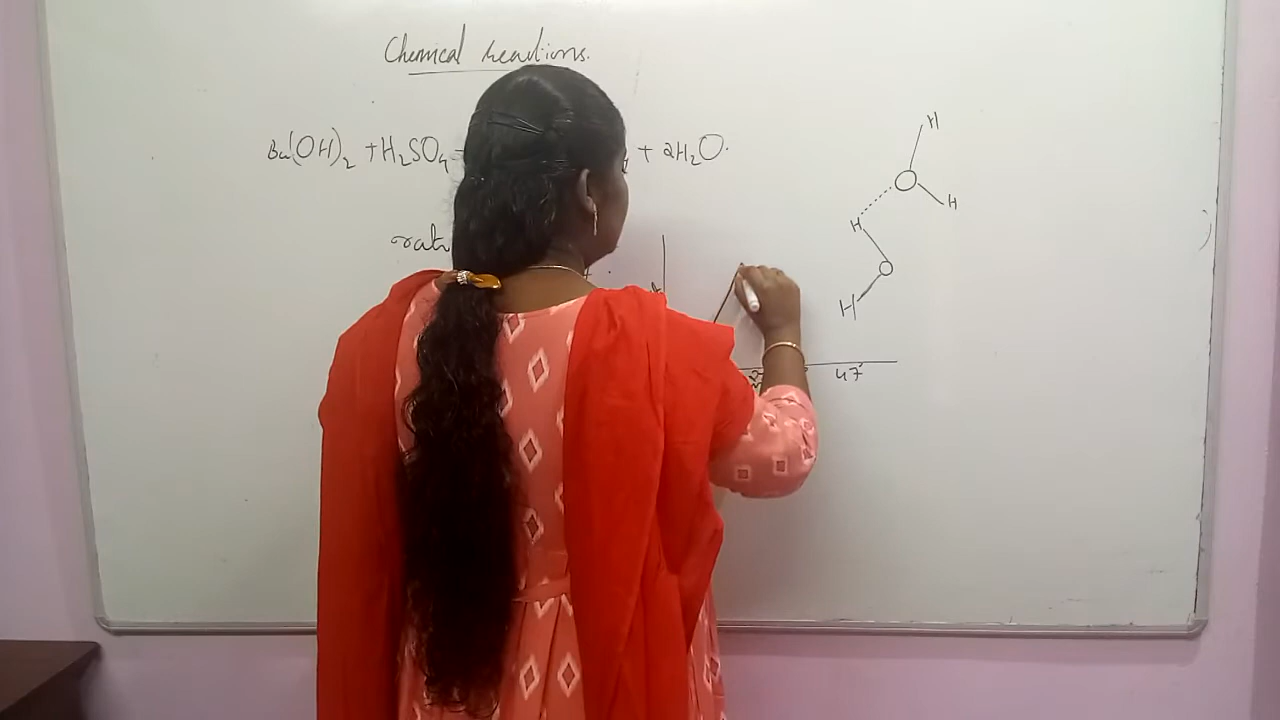 Chemical reactions.
Ba(OH)₂ + H₂SO₄ + 2H₂O.
H
O
H
H
O
H
47